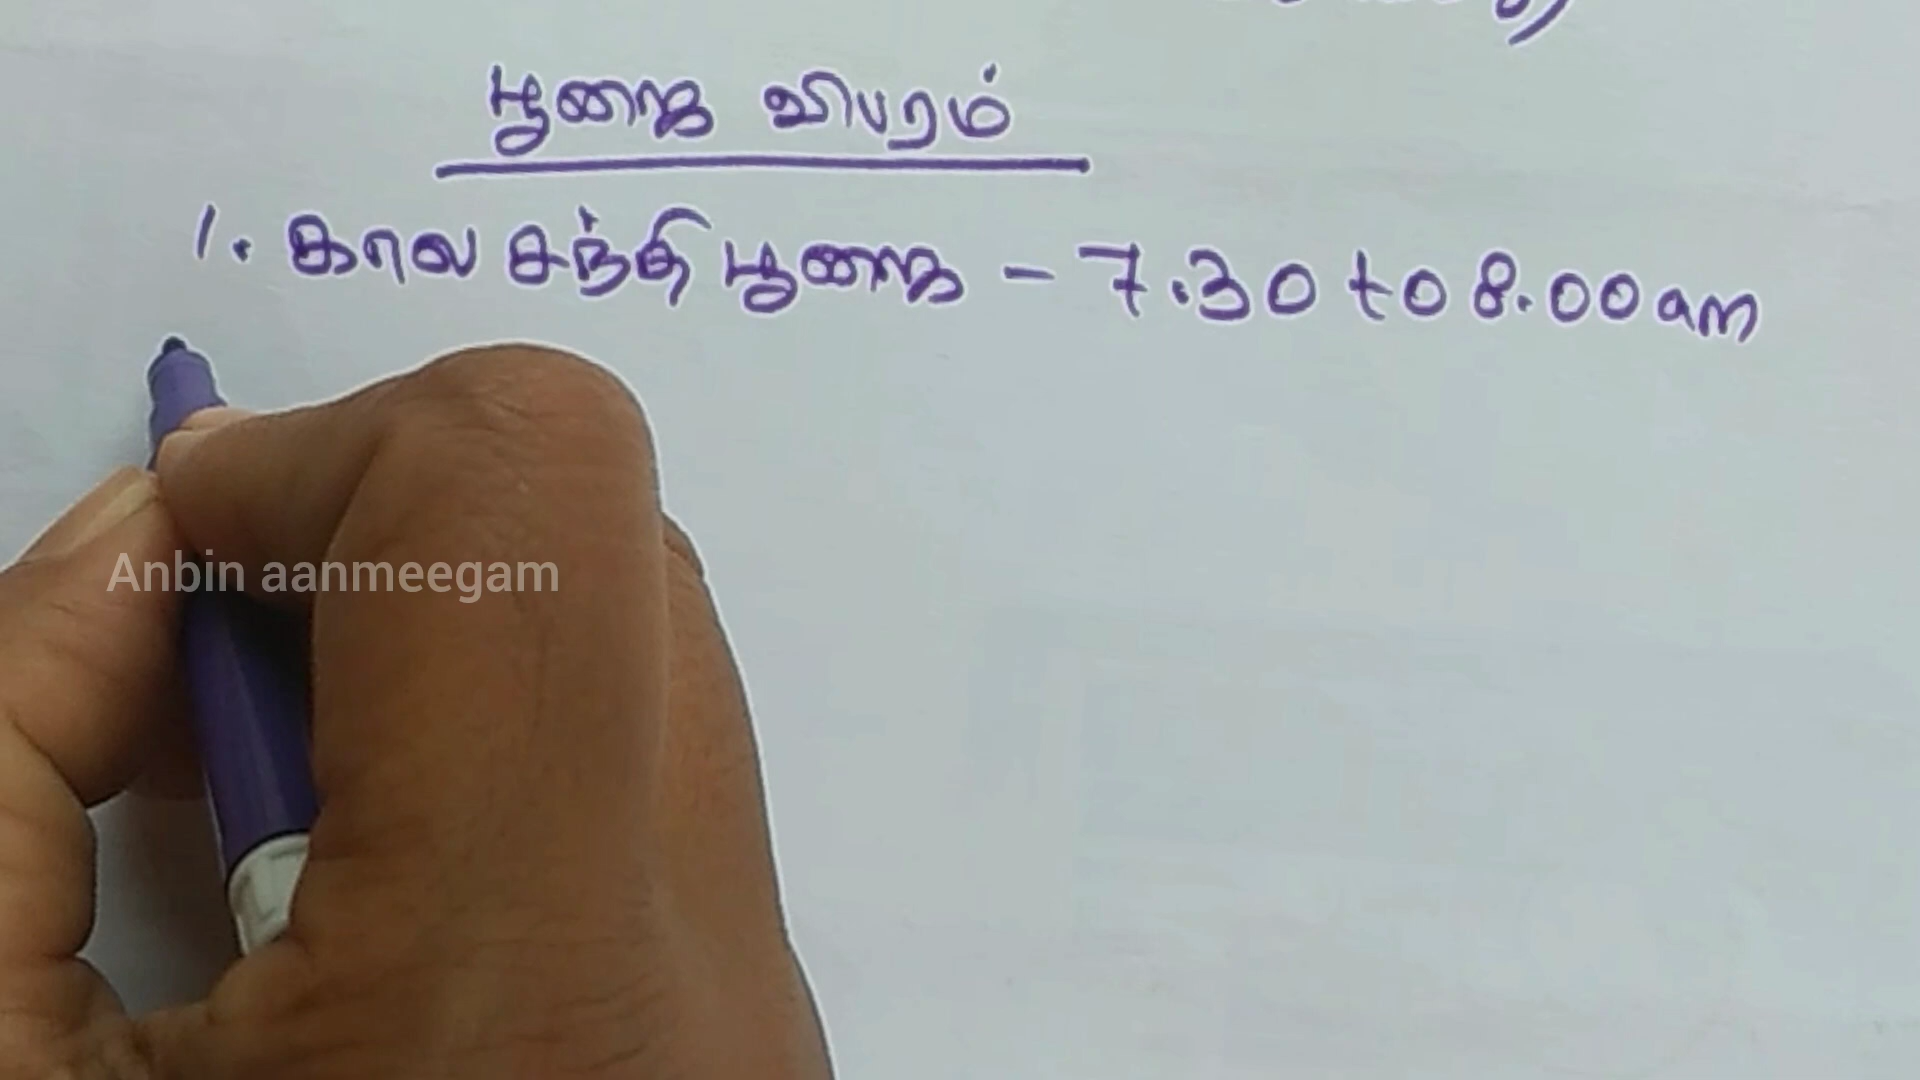 பூஜை விபரம்
1. கால சந்தி பூஜை - 7.30 to 8.00 am
Anbin aanmeegam